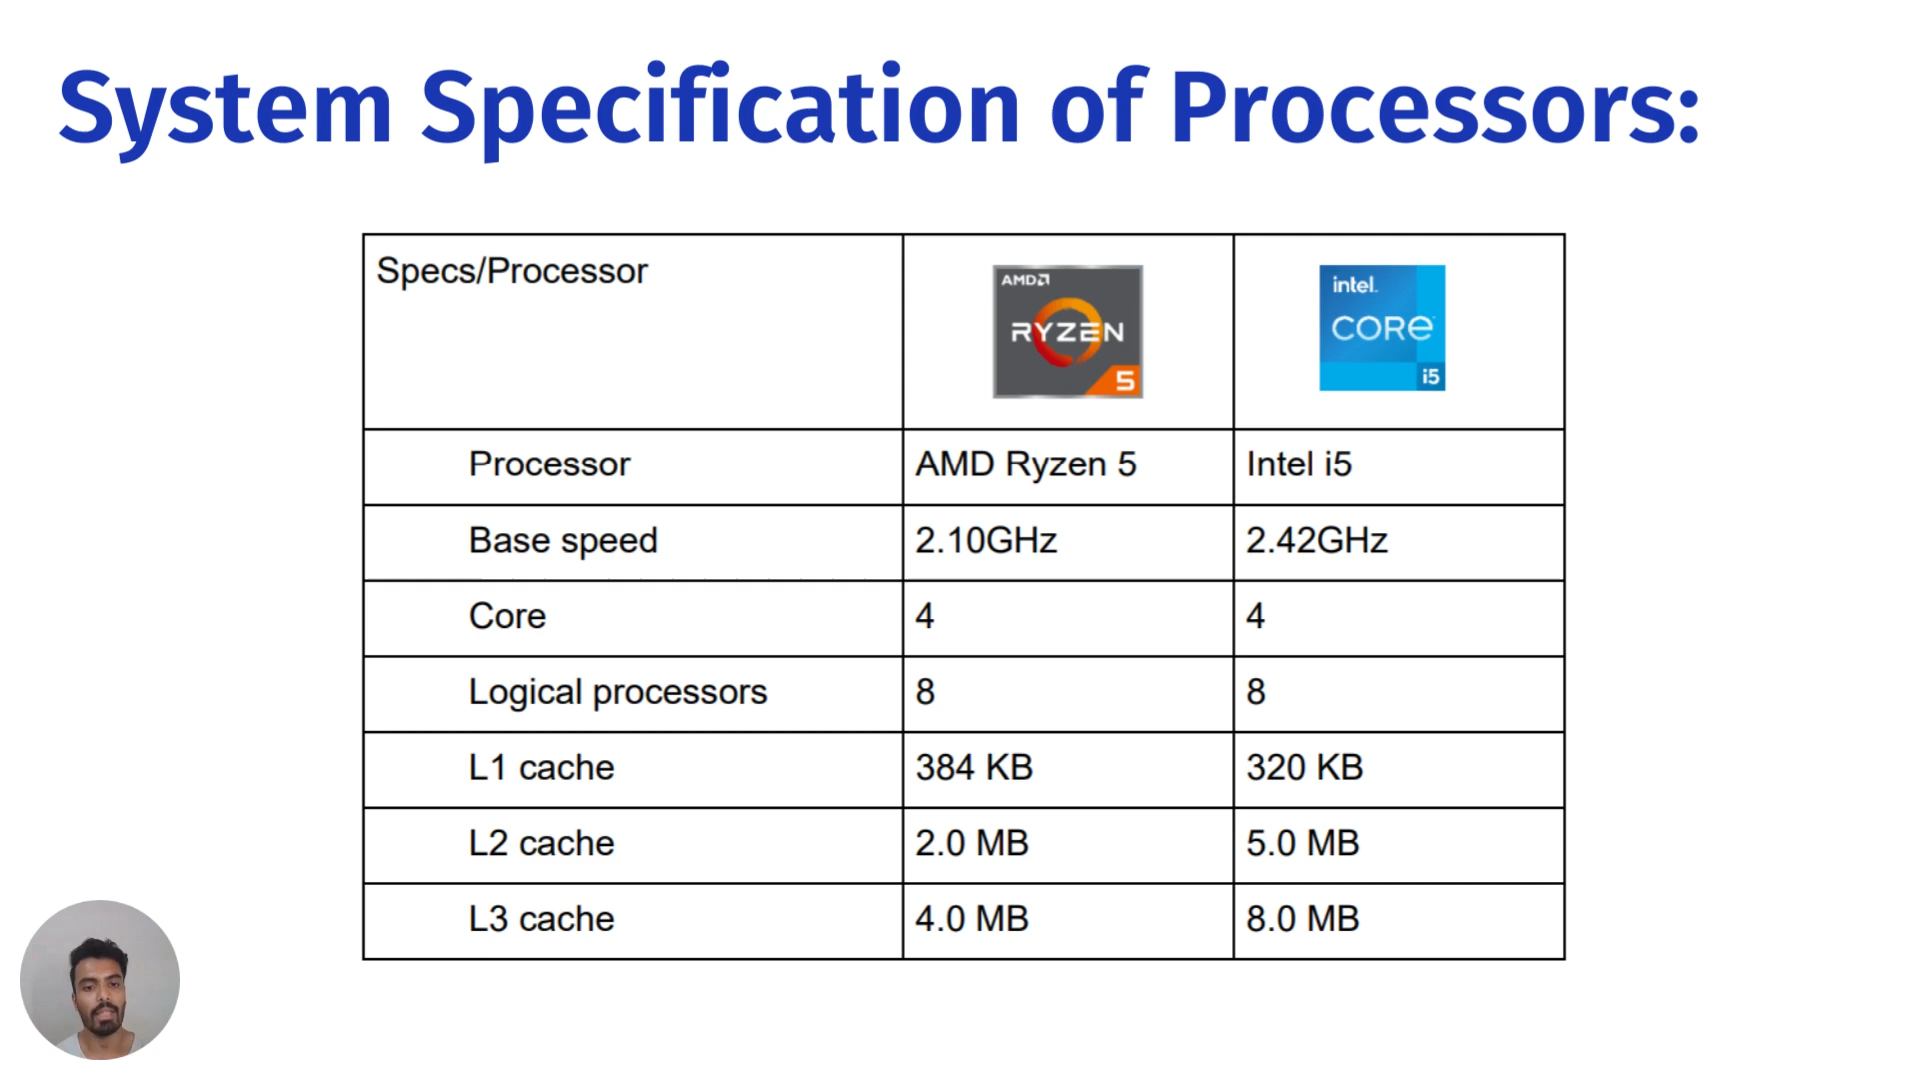 System Specification of Processors:
Specs/Processor
AMD
RYZEN
5
intel.
CORE
i5
Processor AMD Ryzen 5 Intel i5
Base speed 2.10GHz 2.42GHz
Core 4 4
Logical processors 8 8
L1 cache 384 KB 320 KB
L2 cache 2.0 MB 5.0 MB
L3 cache 4.0 MB 8.0 MB